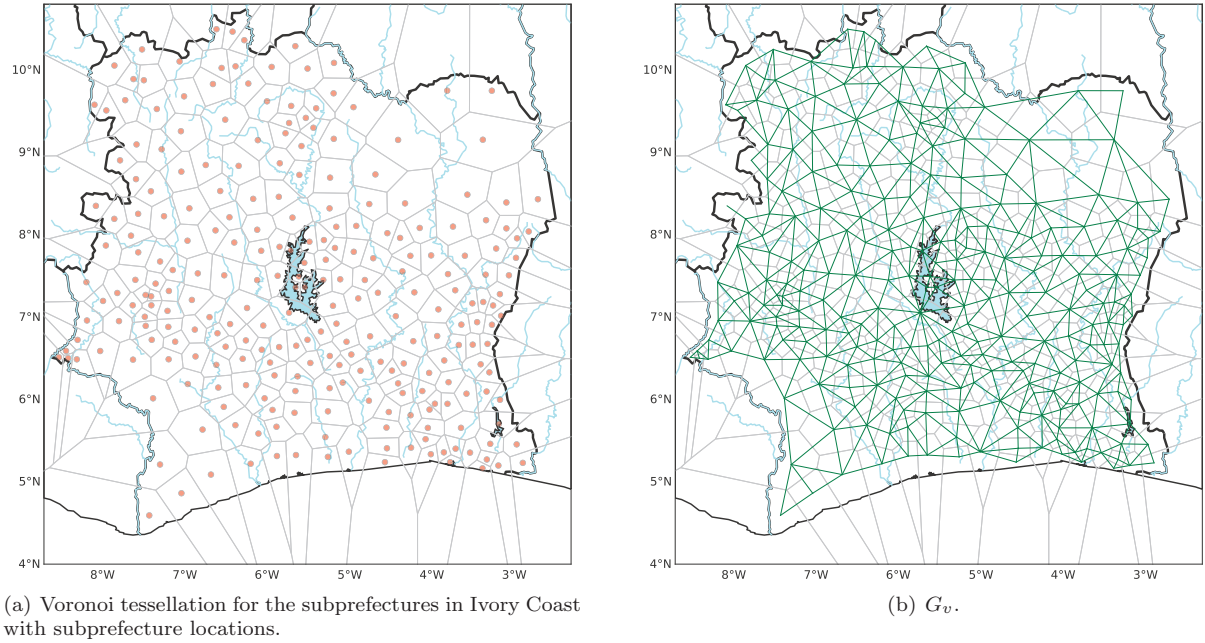 10°N
9°N
8°N
7°N
6°N
5°N
4°N
8°W 7°W 6°W 5°W 4°W 3°W
(a) Voronoi tessellation for the subprefectures in Ivory Coast
with subprefecture locations.
10°N
9°N
8°N
7°N
6°N
5°N
4°N
8°W 7°W 6°W 5°W 4°W 3°W
(b) Gv.